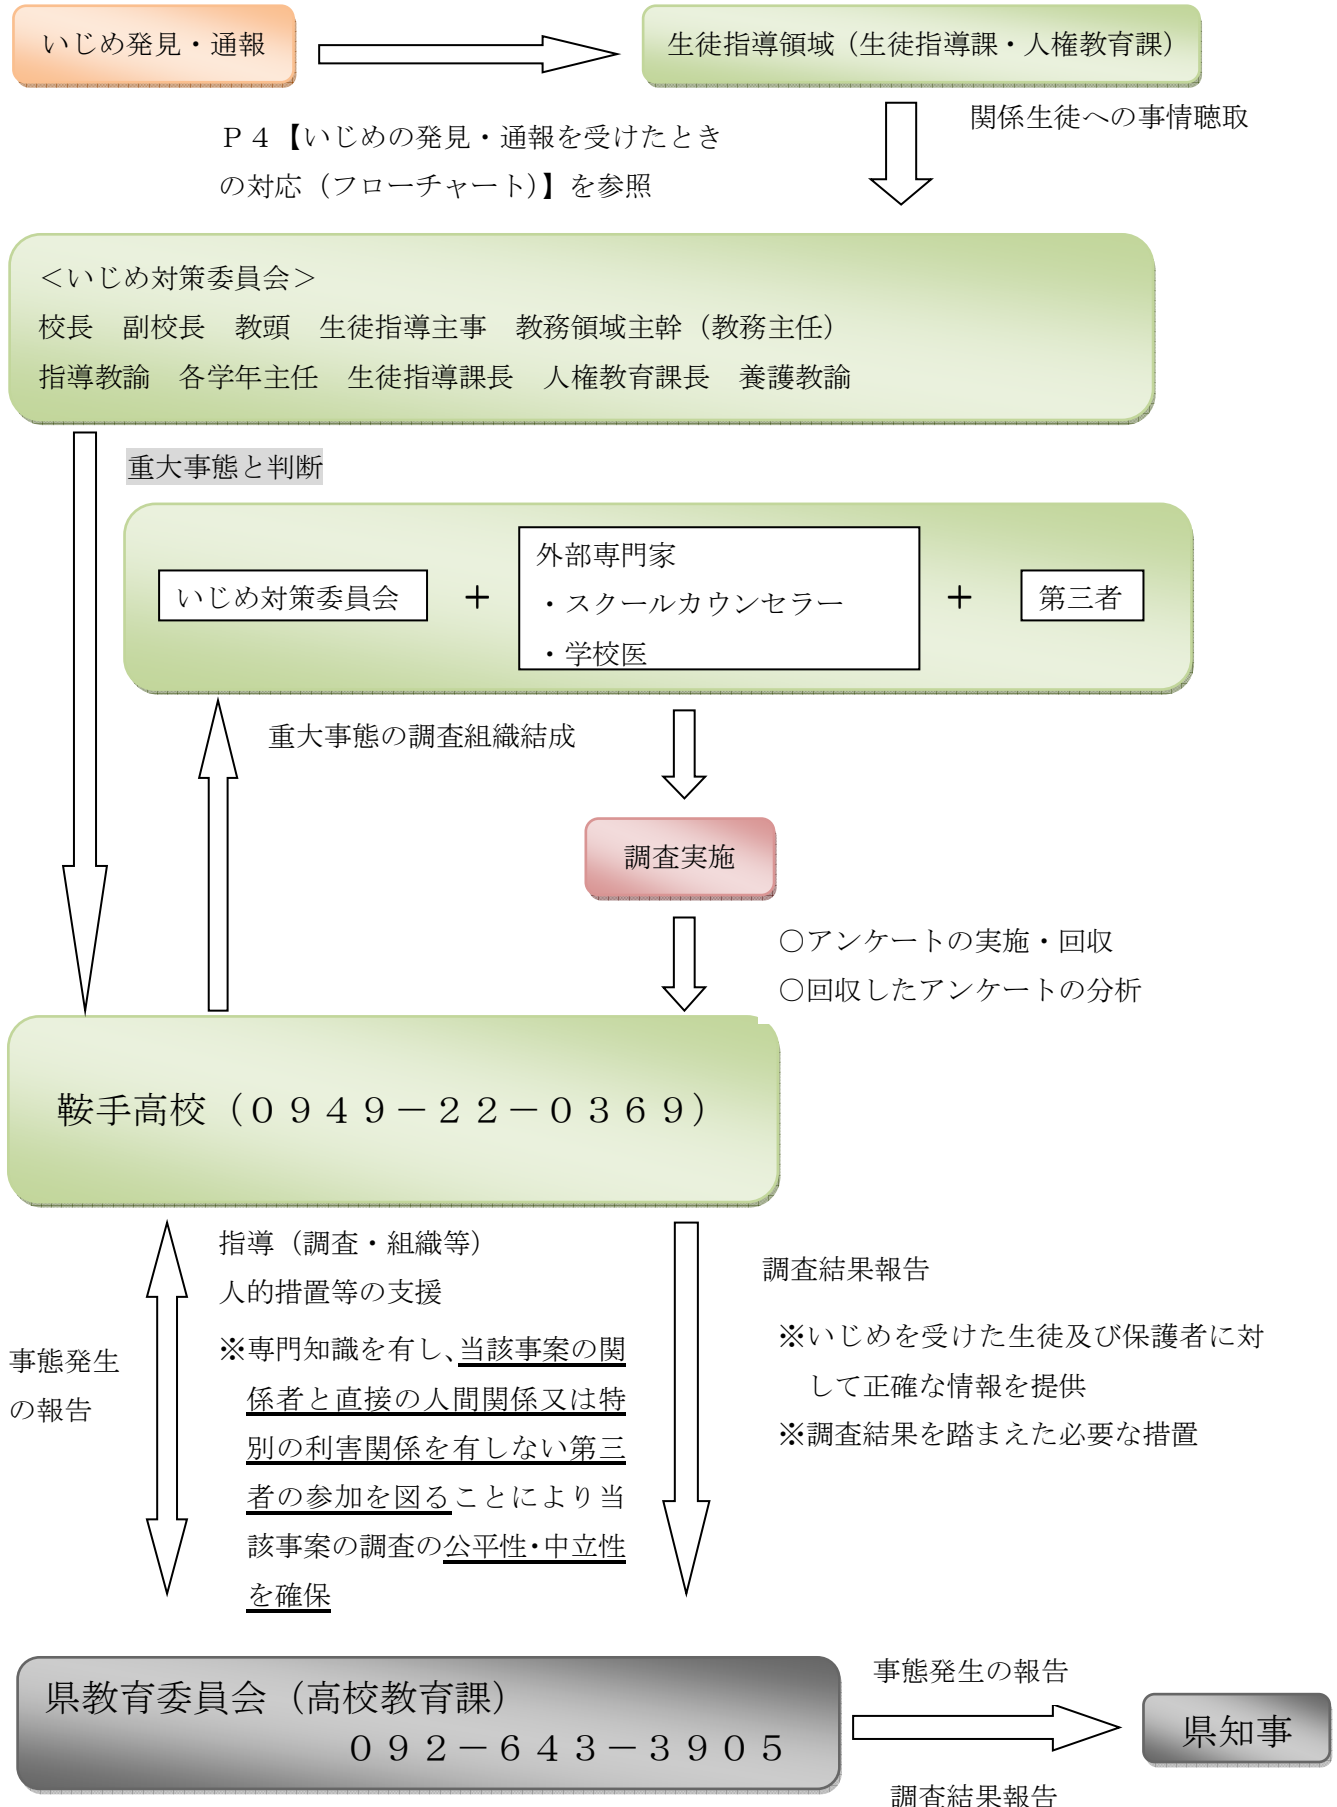 いじめ発見・通報
生徒指導領域（生徒指導課・人権教育課）
関係生徒への事情聴取
Ｐ４【いじめの発見・通報を受けたとき
の対応（フローチャート）】を参照
＜いじめ対策委員会＞
校長　副校長　教頭　生徒指導主事　教務領域主幹（教務主任）
指導教諭　各学年主任　生徒指導課長　人権教育課長　養護教諭
重大事態と判断
いじめ対策委員会
＋
外部専門家
・スクールカウンセラー
・学校医
＋
第三者
重大事態の調査組織結成
調査実施
○アンケートの実施・回収
○回収したアンケートの分析
鞍手高校（０９４９－２２－０３６９）
事態発生
の報告
指導（調査・組織等）
人的措置等の支援
※専門知識を有し、当該事案の関
係者と直接の人間関係又は特
別の利害関係を有しない第三
者の参加を図ることにより当
該事案の調査の公平性・中立性
を確保
調査結果報告
※いじめを受けた生徒及び保護者に対
して正確な情報を提供
※調査結果を踏まえた必要な措置
県教育委員会（高校教育課）
０９２－６４３－３９０５
事態発生の報告
県知事
調査結果報告